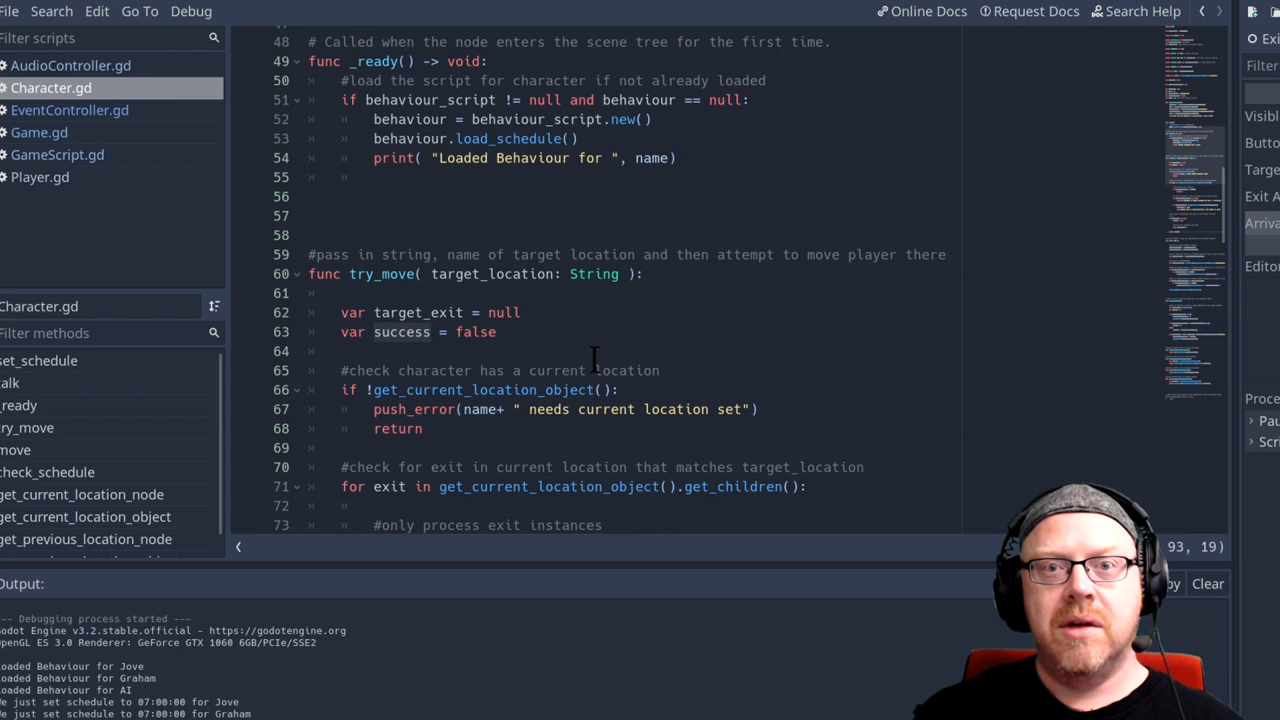 File Search Edit Go To Debug Online Docs Request Docs Search Help
Filter scripts
AudioController.gd
Character.gd
EventController.gd
Game.gd
GameScript.gd
Player.gd
Character.gd
Filter methods
set_schedule
talk
_ready
try_move
move
check_schedule
get_current_location_node
get_current_location_object
get_previous_location_node
48 # Called when the node enters the scene tree for the first time.
49 func _ready() -> void:
50 #load the script for character if not already loaded
51 if behaviour_script != null and behaviour == null:
52 behaviour = behaviour_script.new()
53 behaviour.load_schedule()
54 print( "Loaded Behaviour for ", name)
55
56
57
58
59 #pass in string, name of target location and then attempt to move player there
60 func try_move( target_location: String ):
61
62 var target_exit = null
63 var success = false
64
65 #check character has a current location
66 if !get_current_location_object():
67 push_error(name+ " needs current location set")
68 return
69
70 #check for exit in current location that matches target_location
71 for exit in get_current_location_object().get_children():
72
73 #only process exit instances
93, 19)
Output:
Clear
--- Debugging process started ---
Godot Engine v3.2.stable.official - https://godotengine.org
OpenGL ES 3.0 Renderer: GeForce GTX 1060 6GB/PCIe/SSE2
Loaded Behaviour for Jove
Loaded Behaviour for Graham
Loaded Behaviour for AI
We just set schedule to 07:00:00 for Jove
We just set schedule to 07:00:00 for Graham
Exi
Filter
Visibl
Butto
Targe
Exit A
Arriva
Editor
Proce
Pau
Scri